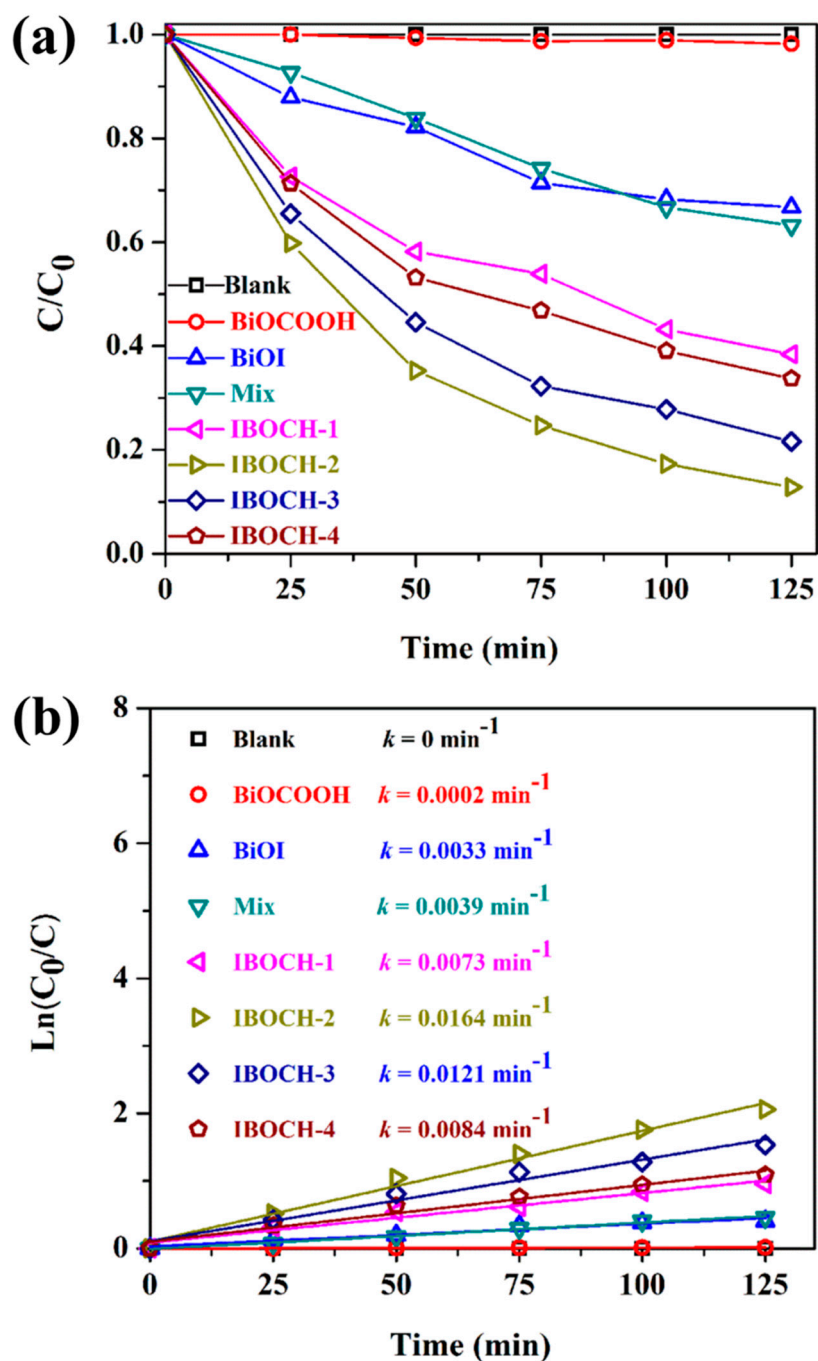 (a)
1.0
0.8
0.6
0.4
0.2
0.0
C/C0
Blank
BiOCOOH
BiOI
Mix
IBOCH-1
IBOCH-2
IBOCH-3
IBOCH-4
0 25 50 75 100 125
Time (min)
(b)
8
6
4
2
0
Ln(C0/C)
Blank k = 0 min-1
BiOCOOH k = 0.0002 min-1
BiOI k = 0.0033 min-1
Mix k = 0.0039 min-1
IBOCH-1 k = 0.0073 min-1
IBOCH-2 k = 0.0164 min-1
IBOCH-3 k = 0.0121 min-1
IBOCH-4 k = 0.0084 min-1
0 25 50 75 100 125
Time (min)